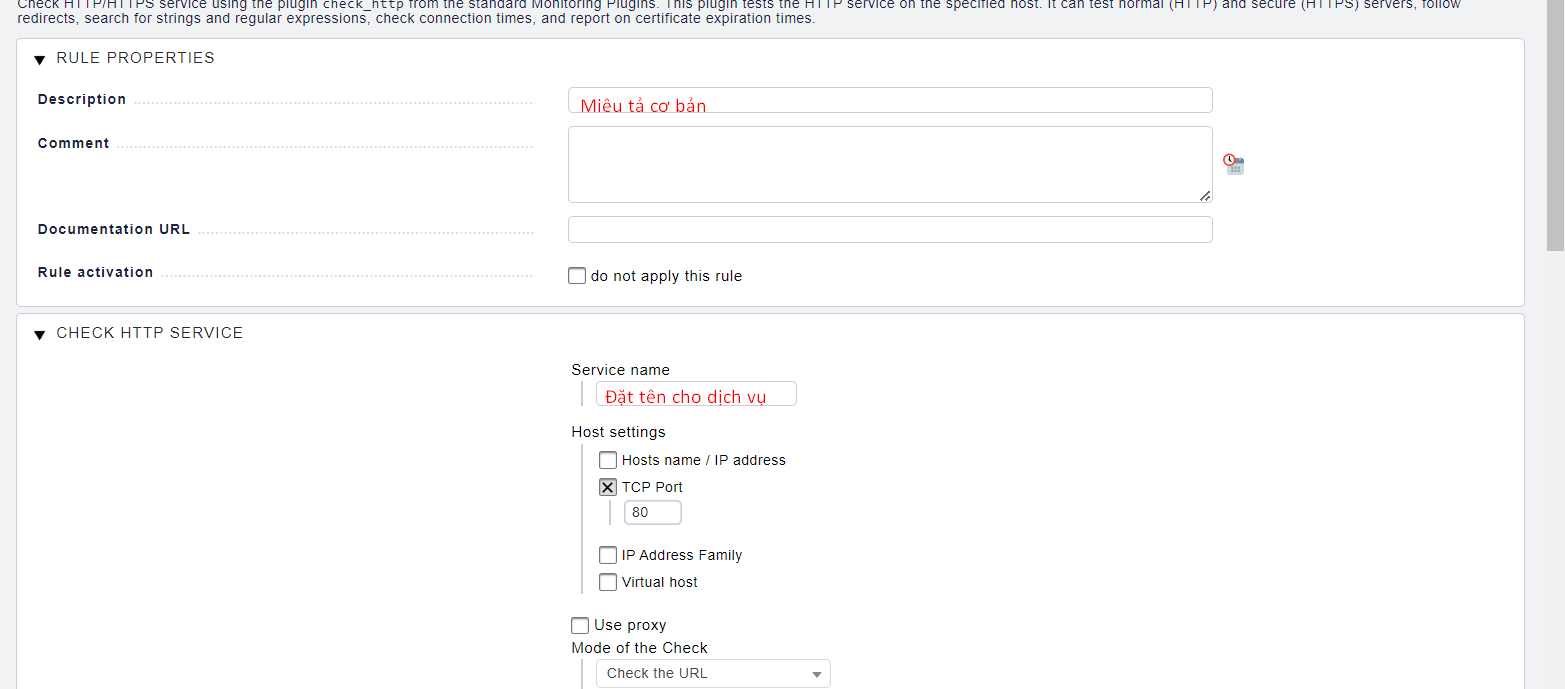 Check HTTP/HTTPS service using the plugin check_http from the standard Monitoring Plugins. This plugin tests the HTTP service on the specified host. It can test normal (HTTP) and secure (HTTPS) servers, follow
redirects, search for strings and regular expressions, check connection times, and report on certificate expiration times.
RULE PROPERTIES
Description
Miêu tả cơ bản
Comment
Documentation URL
Rule activation
do not apply this rule
CHECK HTTP SERVICE
Service name
Đặt tên cho dịch vụ
Host settings
Hosts name / IP address
TCP Port
80
IP Address Family
Virtual host
Use proxy
Mode of the Check
Check the URL